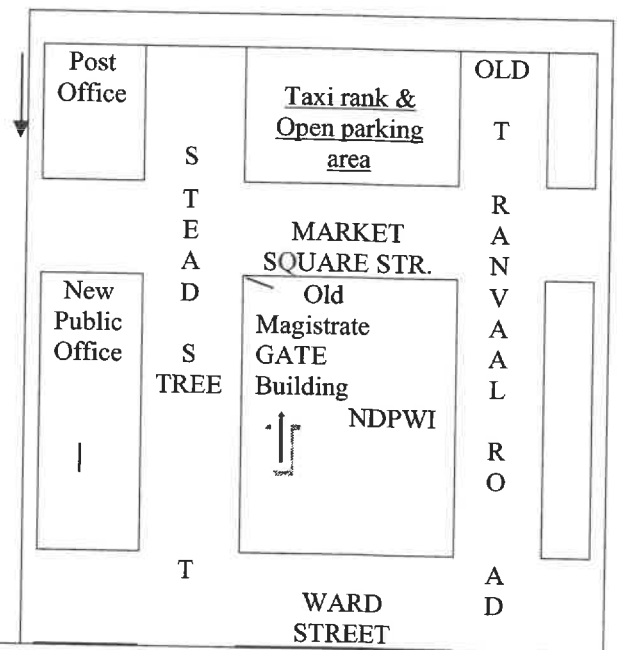 Post
Office
Taxi rank &
Open parking
area
OLD
T
R
A
N
V
A
A
L
R
O
A
D
S
T
E
A
D
S
TREE
T
MARKET
SQUARE STR.
New
Public
Office
Old
Magistrate
GATE
Building
NDPWI
WARD
STREET